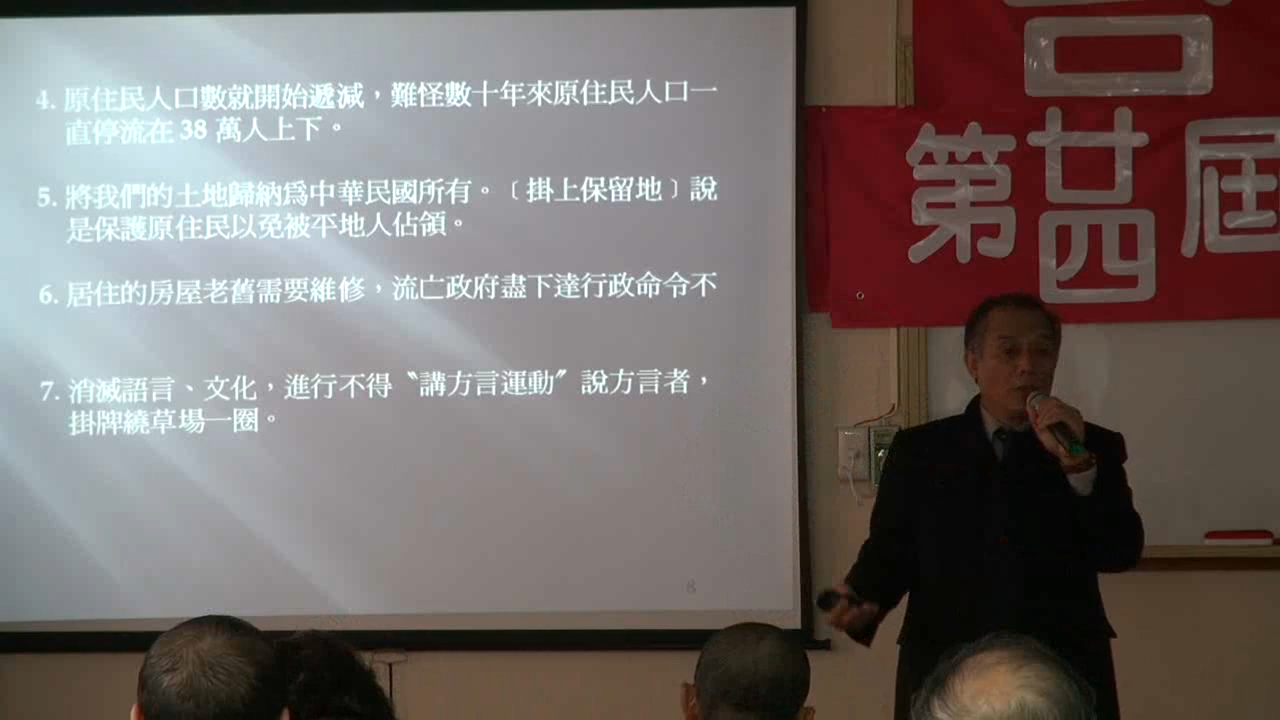 4. 原住民人口數就開始遞減，難怪數十年來原住民人口一
直停流在 38 萬人上下。
5. 將我們的土地歸納為中華民國所有。﹝掛上保留地﹞說
是保護原住民以免被平地人佔領。
6. 居住的房屋老舊需要維修，流亡政府盡下達行政命令不
7. 消滅語言、文化，進行不得〝講方言運動〞說方言者，
掛牌繞草場一圈。
8
第廿四屆